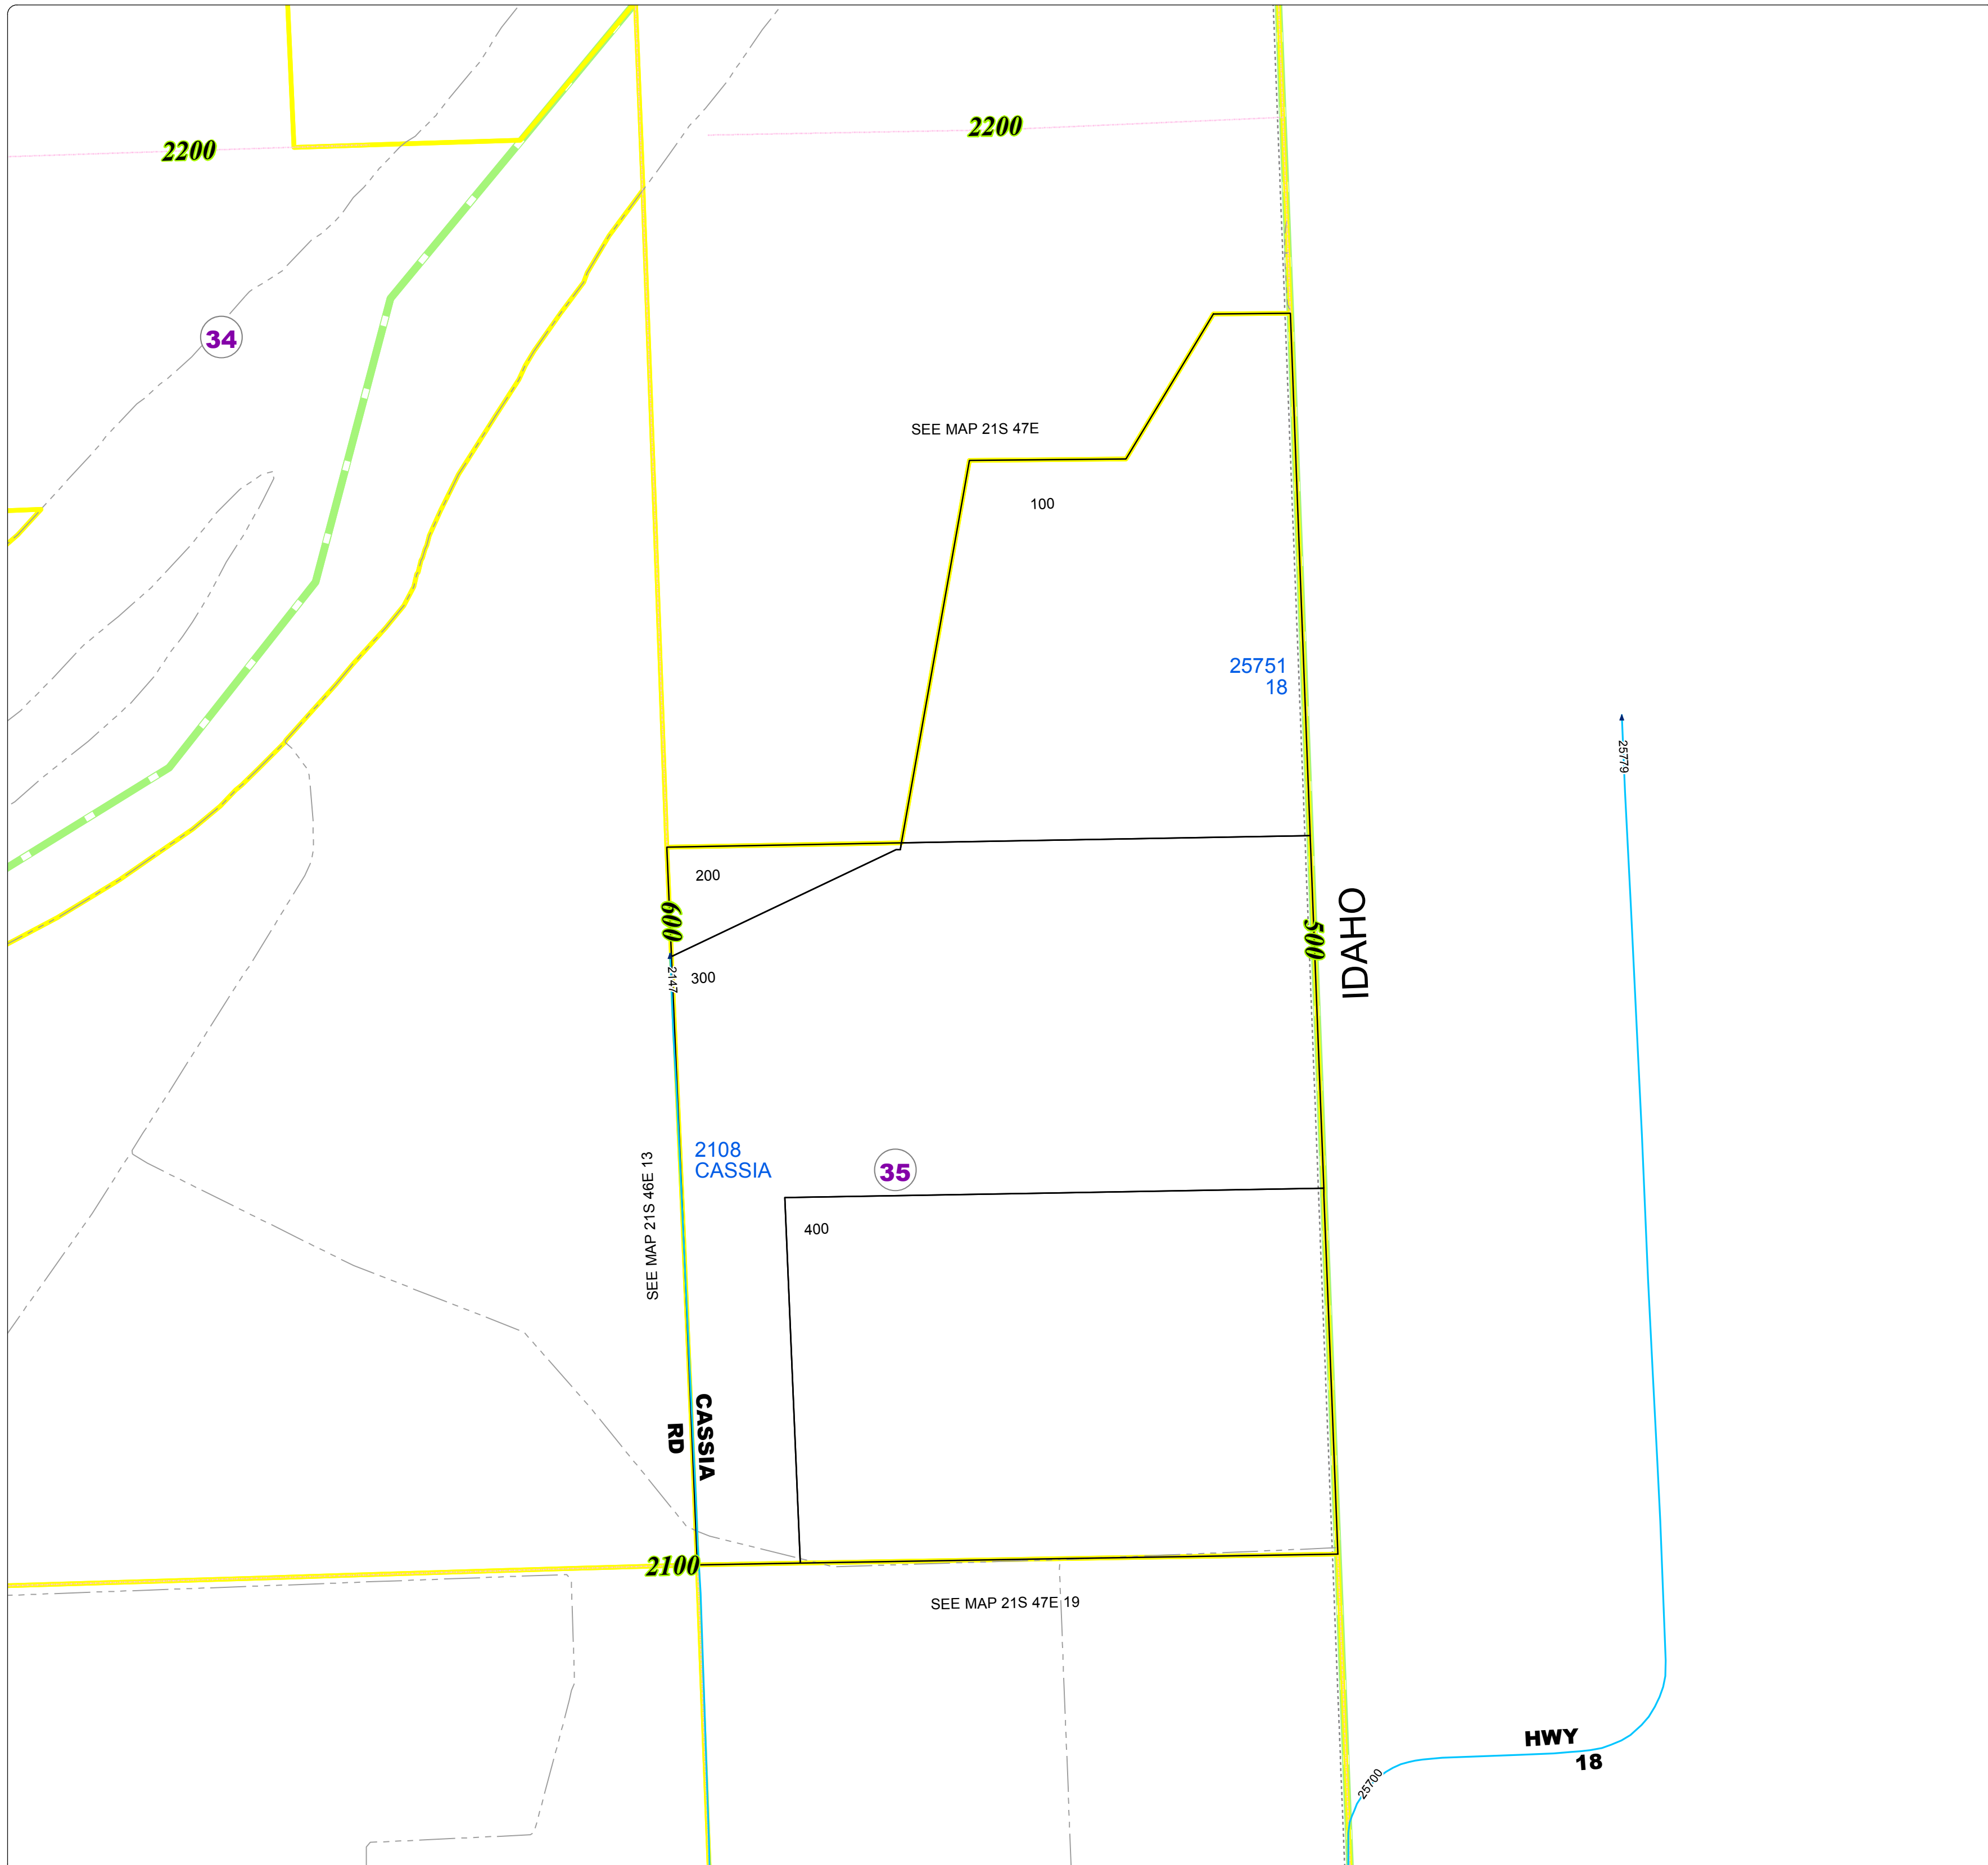 2200
2200
34
SEE MAP 21S 47E
100
25751
18
25779
200
600
500
IDAHO
2147
300
2108
CASSIA
35
SEE MAP 21S 46E 13
400
CASSIA
RD
2100
SEE MAP 21S 47E 19
HWY
18
25700